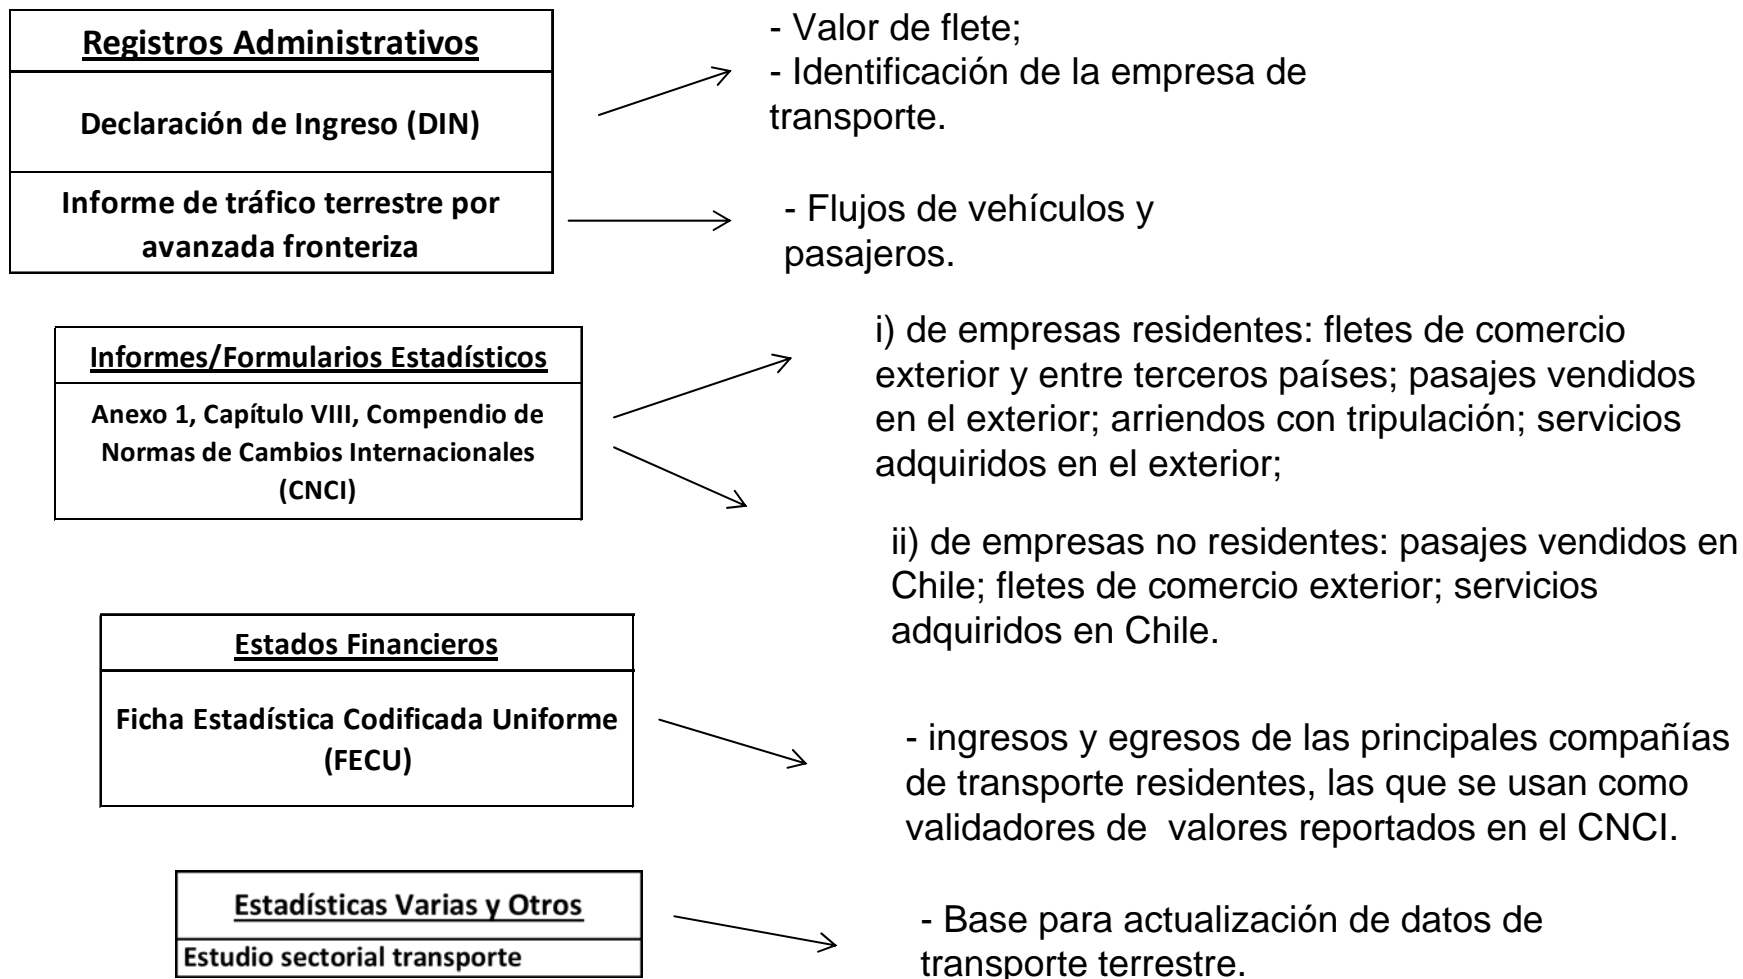 Registros Administrativos
Declaración de Ingreso (DIN)
- Valor de flete;
- Identificación de la empresa de
transporte.
Informe de tráfico terrestre por
avanzada fronteriza
- Flujos de vehículos y
pasajeros.
Informes/Formularios Estadísticos
Anexo 1, Capítulo VIII, Compendio de
Normas de Cambios Internacionales
(CNCI)
i) de empresas residentes: fletes de comercio
exterior y entre terceros países; pasajes vendidos
en el exterior; arriendos con tripulación; servicios
adquiridos en el exterior;
ii) de empresas no residentes: pasajes vendidos en
Chile; fletes de comercio exterior; servicios
adquiridos en Chile.
Estados Financieros
Ficha Estadística Codificada Uniforme
(FECU)
- ingresos y egresos de las principales compañías
de transporte residentes, las que se usan como
validadores de  valores reportados en el CNCI.
Estadísticas Varias y Otros
Estudio sectorial transporte
- Base para actualización de datos de
transporte terrestre.